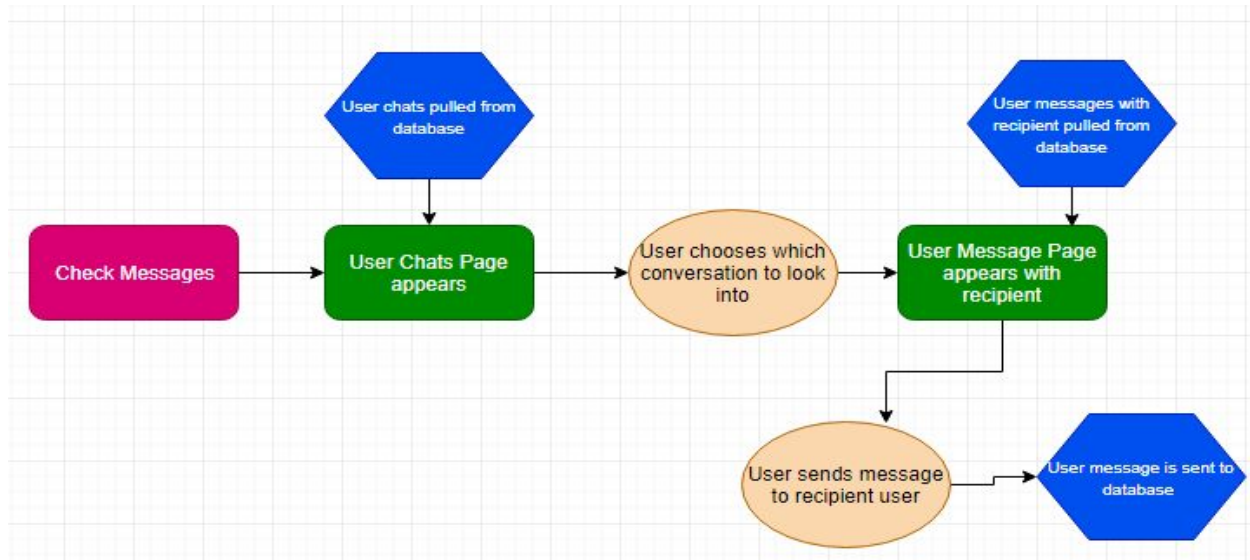 User chats pulled from
database
User messages with
recipient pulled from
database
Check Messages
User Chats Page
appears
User chooses which
conversation to look
into
User Message Page
appears with
recipient
User sends message
to recipient user
User message is sent to
database